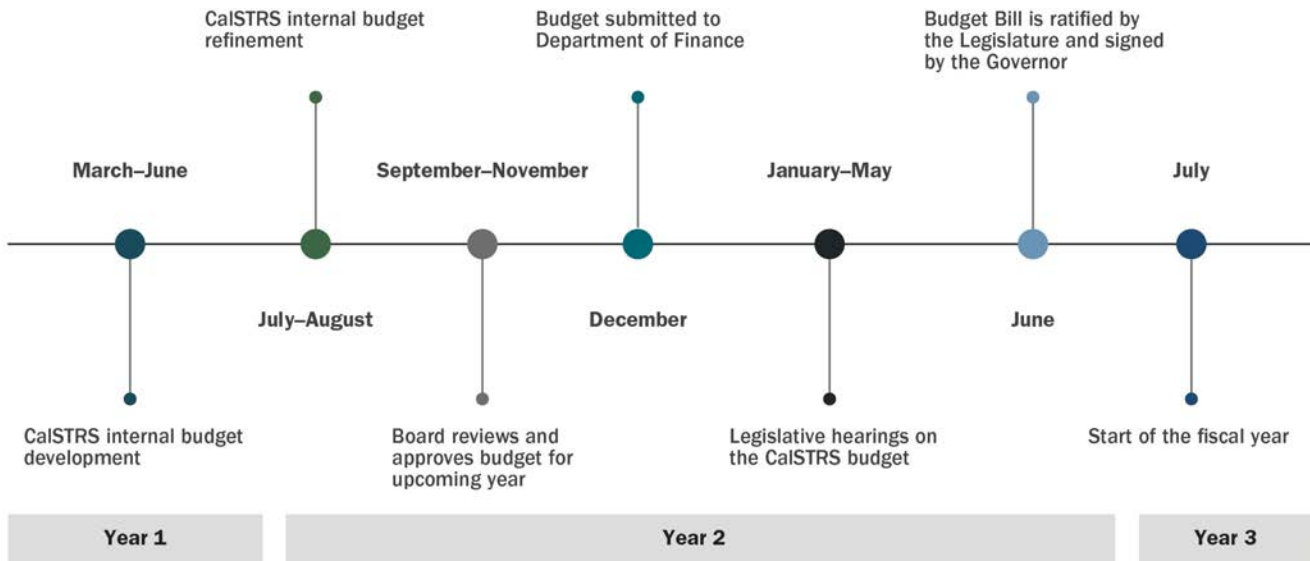 CalSTRS internal budget
refinement
Budget submitted to
Department of Finance
Budget Bill is ratified by
the Legislature and signed
by the Governor
March–June
September–November
January–May
July
July–August
December
June
CalSTRS internal budget
development
Board reviews and
approves budget for
upcoming year
Legislative hearings on
the CalSTRS budget
Start of the fiscal year
Year 1
Year 2
Year 3